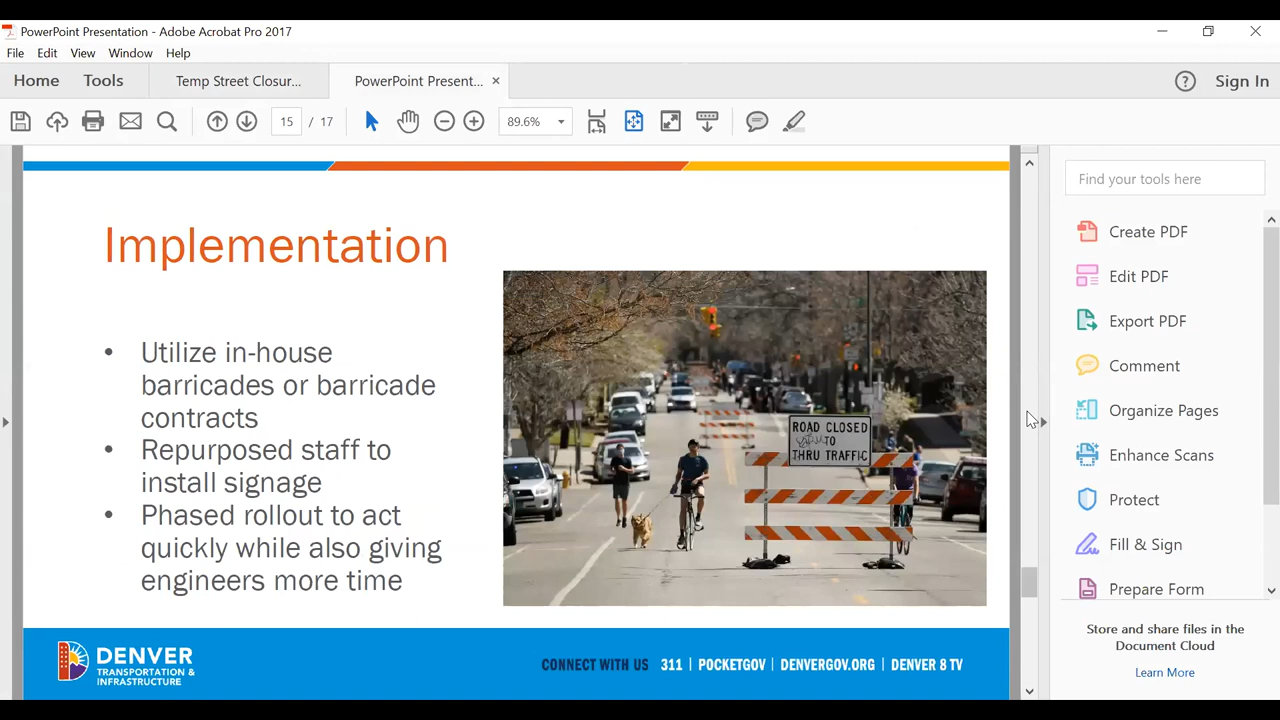 PowerPoint Presentation - Adobe Acrobat Pro 2017
File Edit View Window Help
Home Tools Temp Street Closur... PowerPoint Present... × Sign In
15 / 17 89.6%
Find your tools here
Implementation
• Utilize in-house
barricades or barricade
contracts
• Repurposed staff to
install signage
• Phased rollout to act
quickly while also giving
engineers more time
ROAD CLOSED
TO
THRU TRAFFIC
DENVER
TRANSPORTATION &
INFRASTRUCTURE
CONNECT WITH US 311 | POCKETGOV | DENVERGOV.ORG | DENVER 8 TV
Create PDF
Edit PDF
Export PDF
Comment
Organize Pages
Enhance Scans
Protect
Fill & Sign
Prepare Form
Store and share files in the
Document Cloud
Learn More